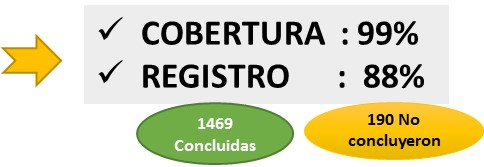 ✓ COBERTURA : 99%
✓ REGISTRO : 88%
1469
Concluidas
190 No
concluyeron